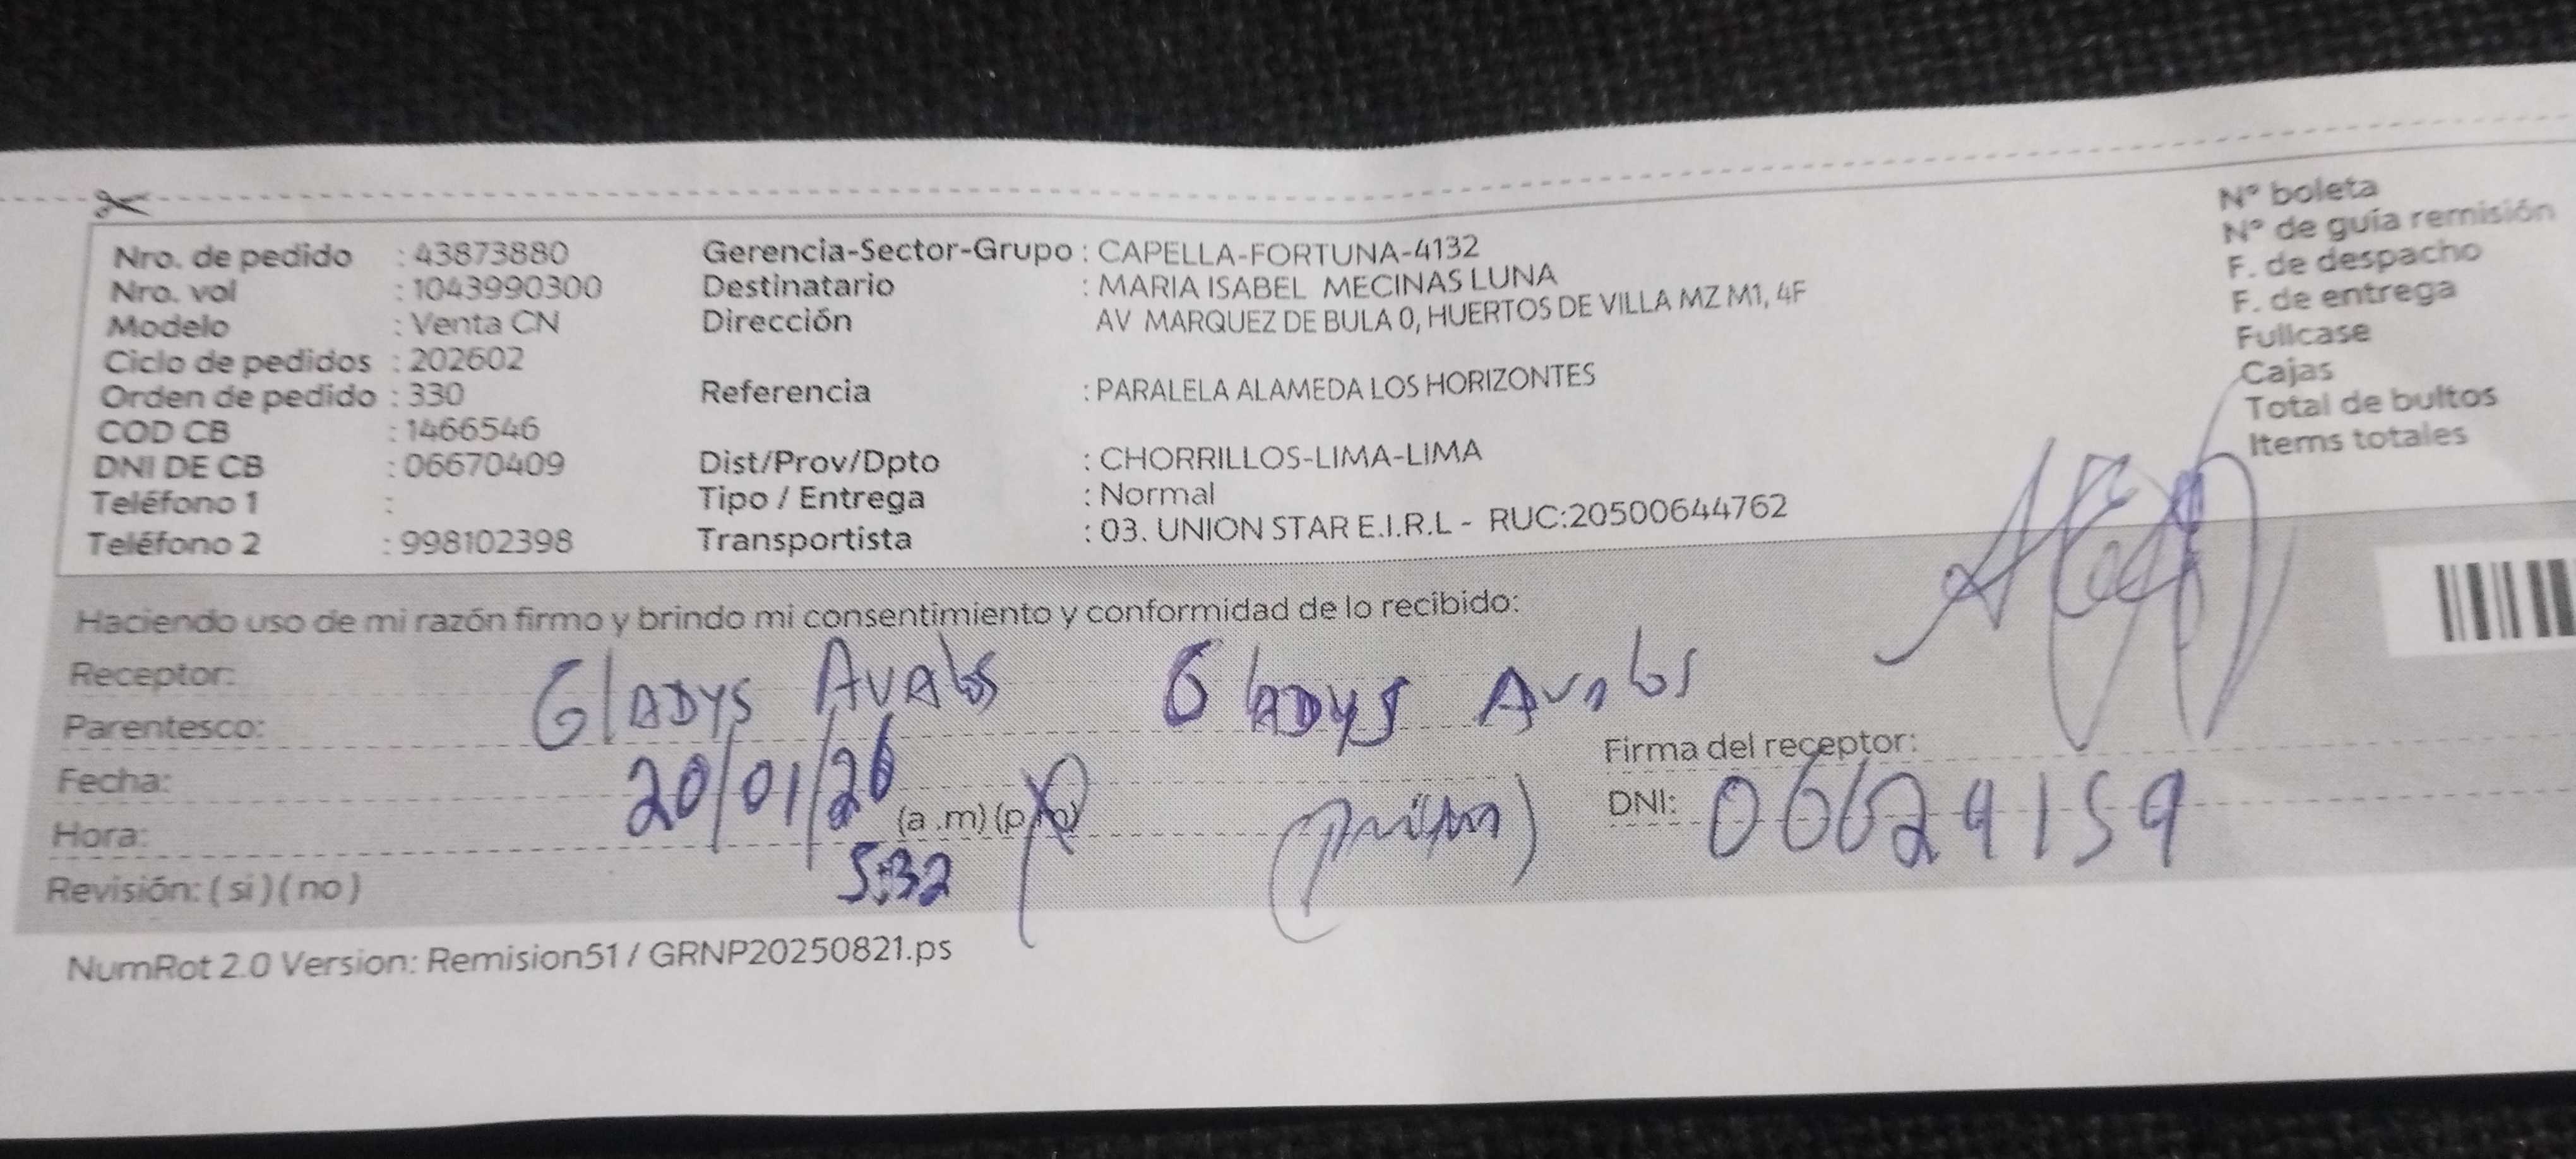 Nro. de pedido : 43873880
Nro. vol : 1043990300
Modelo : Venta CN
Ciclo de pedidos : 202602
Orden de pedido : 330
COD CB : 1466546
DNI DE CB : 06670409
Teléfono 1 :
Teléfono 2 : 998102398
Gerencia-Sector-Grupo : CAPELLA-FORTUNA-4132
Destinatario : MARIA ISABEL MECINAS LUNA
Dirección AV MARQUEZ DE BULA 0, HUERTOS DE VILLA MZ M1, 4F
Referencia : PARALELA ALAMEDA LOS HORIZONTES
Dist/Prov/Dpto : CHORRILLOS-LIMA-LIMA
Tipo / Entrega : Normal
Transportista : 03. UNION STAR E.I.R.L - RUC:20500644762
N° boleta
N° de guía remisión
F. de despacho
F. de entrega
Fullcase
Cajas
Total de bultos
Items totales
Haciendo uso de mi razón firmo y brindo mi consentimiento y conformidad de lo recibido:
Receptor: GlADYS AVAlos GlADYS AvAlos
Parentesco:
Fecha: 20/01/26
Hora: (a .m) (p.m) 5:32
Revisión: ( si ) ( no )
Firma del receptor:
DNI: 06629159
NumRot 2.0 Version: Remision51 / GRNP20250821.ps